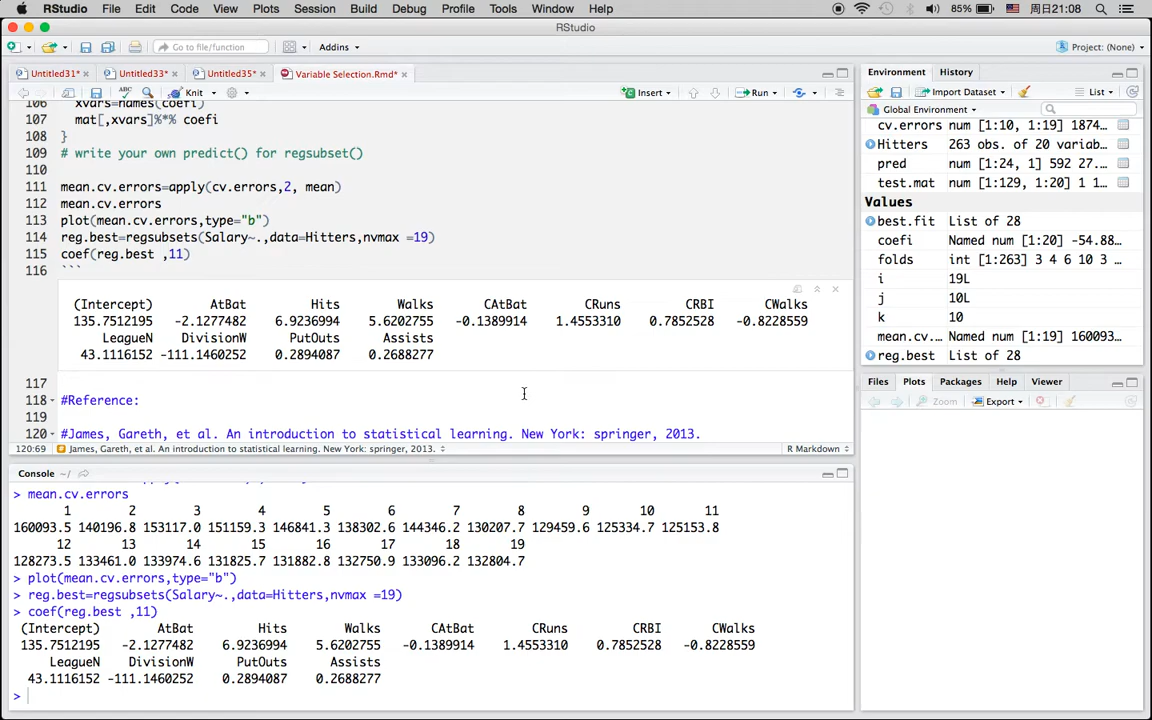 RStudio File Edit Code View Plots Session Build Debug Profile Tools Window Help 85% 周日21:08
RStudio
Go to file/function Addins Project: (None)
Untitled31* Untitled33* Untitled35* Variable Selection.Rmd*
ABC Knit Insert Run
106 xvars=names(coefi)
107 mat[,xvars]%*% coefi
108 }
109 # write your own predict() for regsubset()
110
111 mean.cv.errors=apply(cv.errors,2, mean)
112 mean.cv.errors
113 plot(mean.cv.errors,type="b")
114 reg.best=regsubsets(Salary~.,data=Hitters,nvmax =19)
115 coef(reg.best ,11)
116 ```
(Intercept) AtBat Hits Walks CAtBat CRuns CRBI CWalks
135.7512195 -2.1277482 6.9236994 5.6202755 -0.1389914 1.4553310 0.7852528 -0.8228559
LeagueN DivisionW PutOuts Assists
43.1116152 -111.1460252 0.2894087 0.2688277
117
118 #Reference:
119
120 #James, Gareth, et al. An introduction to statistical learning. New York: springer, 2013.
120:69 James, Gareth, et al. An introduction to statistical learning. New York: springer, 2013. R Markdown
Console ~/
> mean.cv.errors
1 2 3 4 5 6 7 8 9 10 11
160093.5 140196.8 153117.0 151159.3 146841.3 138302.6 144346.2 130207.7 129459.6 125334.7 125153.8
12 13 14 15 16 17 18 19
128273.5 133461.0 133974.6 131825.7 131882.8 132750.9 133096.2 132804.7
> plot(mean.cv.errors,type="b")
> reg.best=regsubsets(Salary~.,data=Hitters,nvmax =19)
> coef(reg.best ,11)
(Intercept) AtBat Hits Walks CAtBat CRuns CRBI CWalks
135.7512195 -2.1277482 6.9236994 5.6202755 -0.1389914 1.4553310 0.7852528 -0.8228559
LeagueN DivisionW PutOuts Assists
43.1116152 -111.1460252 0.2894087 0.2688277
>
Environment History
Import Dataset List
Global Environment
cv.errors num [1:10, 1:19] 1874…
Hitters 263 obs. of 20 variab…
pred num [1:24, 1] 592 27.…
test.mat num [1:129, 1:20] 1 1 …
Values
best.fit List of 28
coefi Named num [1:20] -54.88…
folds int [1:263] 3 4 6 10 3 …
i 19L
j 10L
k 10
mean.cv.… Named num [1:19] 160093…
reg.best List of 28
Files Plots Packages Help Viewer
Zoom Export